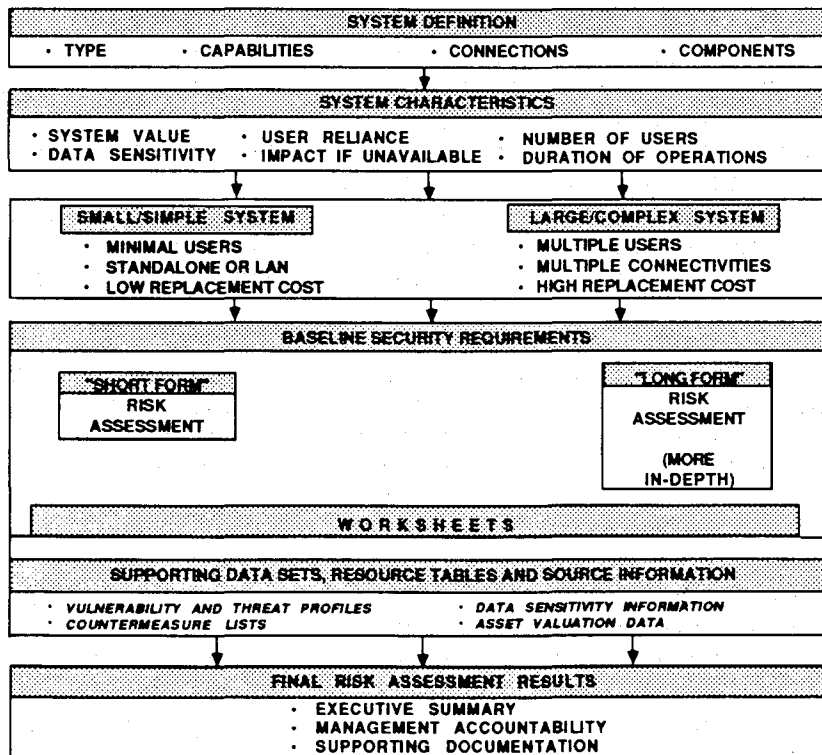 SYSTEM DEFINITION
• TYPE • CAPABILITIES • CONNECTIONS • COMPONENTS
SYSTEM CHARACTERISTICS
• SYSTEM VALUE • USER RELIANCE • NUMBER OF USERS
• DATA SENSITIVITY • IMPACT IF UNAVAILABLE • DURATION OF OPERATIONS
SMALL/SIMPLE SYSTEM
• MINIMAL USERS
• STANDALONE OR LAN
• LOW REPLACEMENT COST
LARGE/COMPLEX SYSTEM
• MULTIPLE USERS
• MULTIPLE CONNECTIVITIES
• HIGH REPLACEMENT COST
BASELINE SECURITY REQUIREMENTS
"SHORT FORM"
RISK
ASSESSMENT
"LONG FORM"
RISK
ASSESSMENT
(MORE
IN-DEPTH)
WORKSHEETS
SUPPORTING DATA SETS, RESOURCE TABLES AND SOURCE INFORMATION
• VULNERABILITY AND THREAT PROFILES • DATA SENSITIVITY INFORMATION
• COUNTERMEASURE LISTS • ASSET VALUATION DATA
FINAL RISK ASSESSMENT RESULTS
• EXECUTIVE SUMMARY
• MANAGEMENT ACCOUNTABILITY
• SUPPORTING DOCUMENTATION